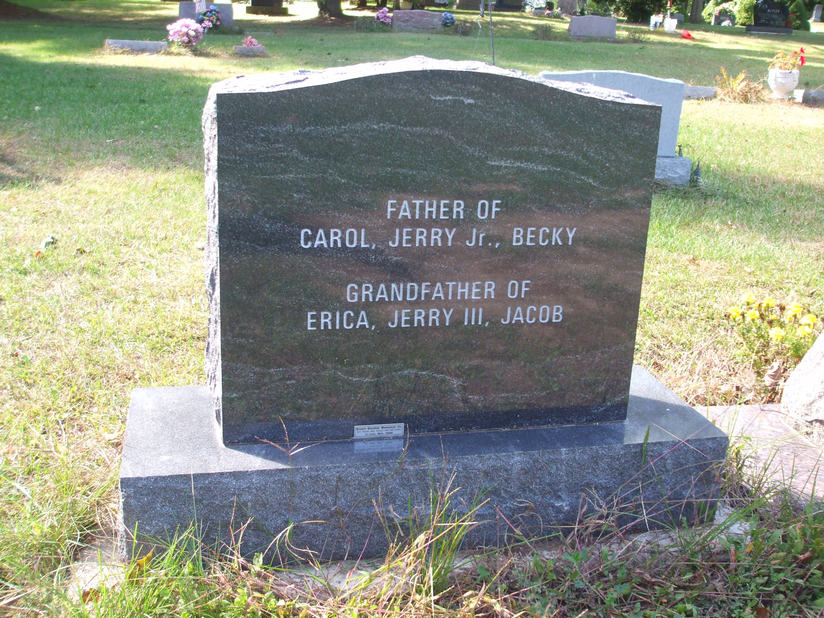 FATHER OF
CAROL, JERRY Jr., BECKY
GRANDFATHER OF
ERICA, JERRY III, JACOB